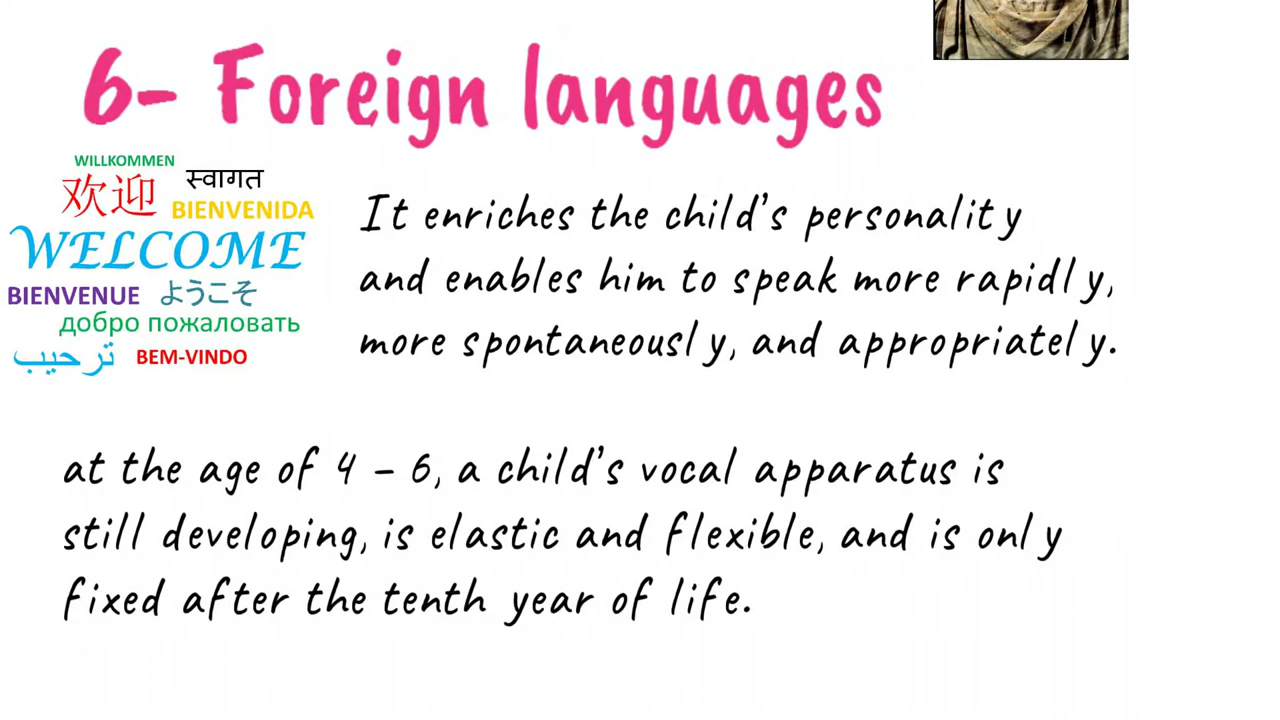 6- Foreign languages
WILLKOMMEN
欢迎 स्वागत
BIENVENIDA
WELCOME
BIENVENUE ようこそ
добро пожаловать
ترحيب BEM-VINDO
It enriches the child's personality
and enables him to speak more rapidly,
more spontaneously, and appropriately.
at the age of 4 – 6, a child's vocal apparatus is
still developing, is elastic and flexible, and is only
fixed after the tenth year of life.